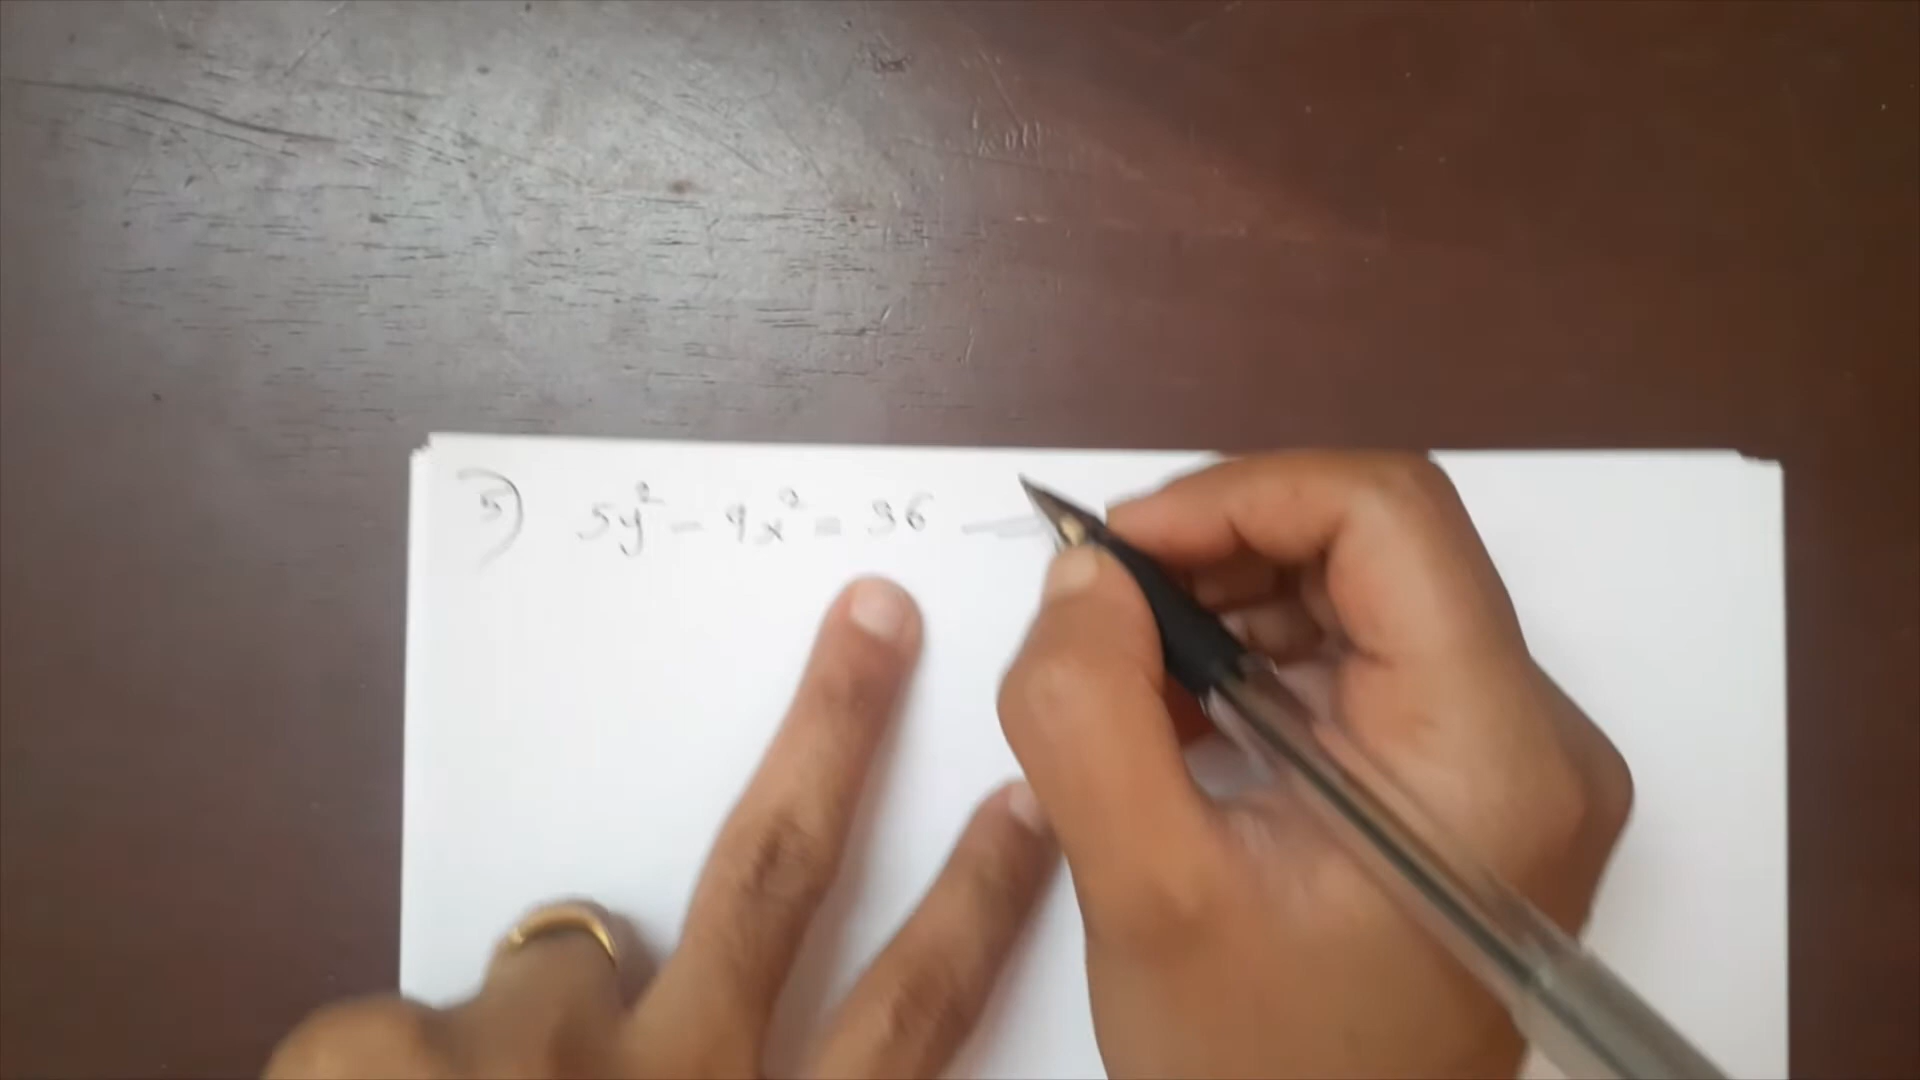 5) 5y² - 9x² = 36